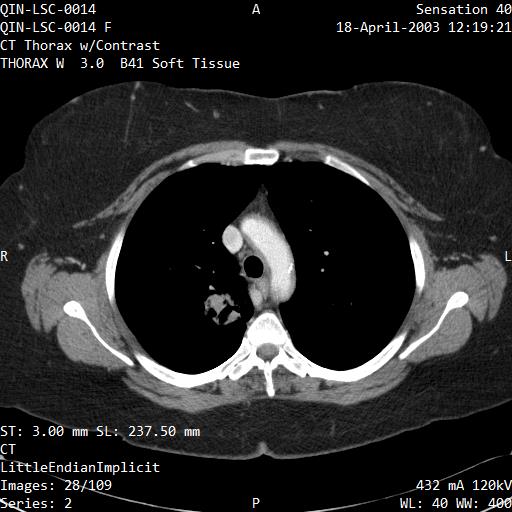 QIN-LSC-0014 A Sensation 40
QIN-LSC-0014 F 18-April-2003 12:19:21
CT Thorax w/Contrast
THORAX W 3.0 B41 Soft Tissue
R L
ST: 3.00 mm SL: 237.50 mm
CT
LittleEndianImplicit
Images: 28/109 432 mA 120kV
Series: 2 P WL: 40 WW: 400